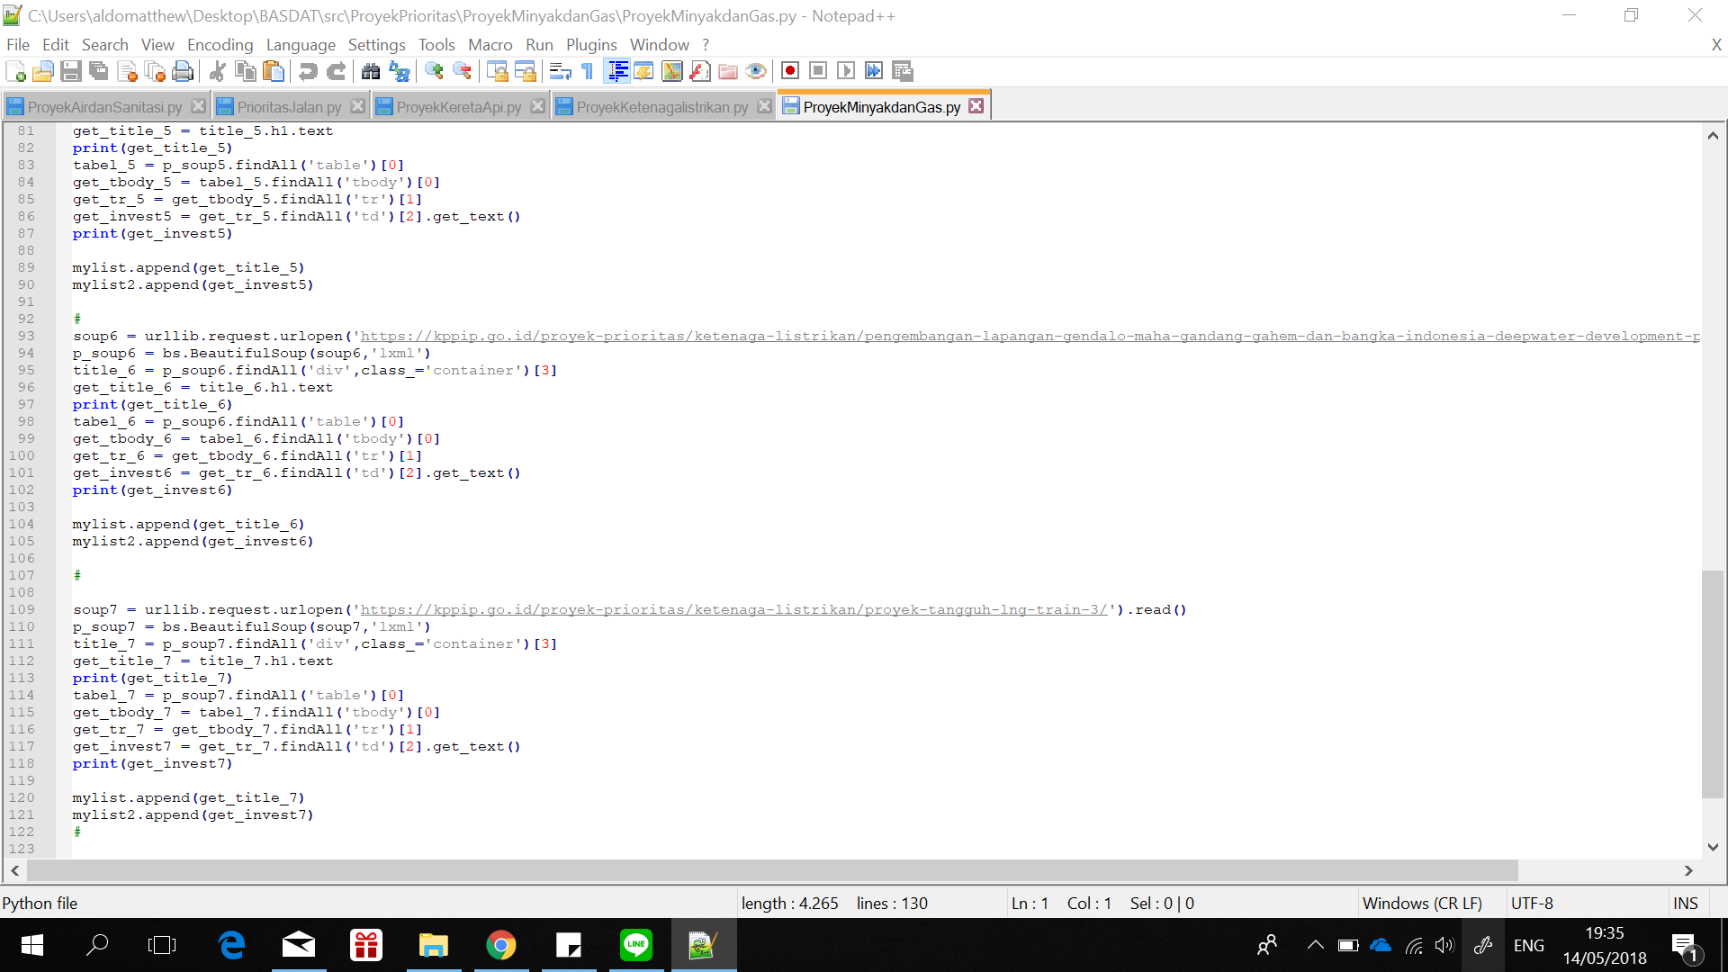 C:\Users\aldomatthew\Desktop\BASDAT\src\ProyekPrioritas\ProyekMinyakdanGas\ProyekMinyakdanGas.py - Notepad++
File Edit Search View Encoding Language Settings Tools Macro Run Plugins Window ? X
ProyekAirdanSanitasi.py PrioritasJalan.py ProyekKeretaApi.py ProyekKetenagalistrikan.py ProyekMinyakdanGas.py
81 get_title_5 = title_5.h1.text
82 print(get_title_5)
83 tabel_5 = p_soup5.findAll('table')[0]
84 get_tbody_5 = tabel_5.findAll('tbody')[0]
85 get_tr_5 = get_tbody_5.findAll('tr')[1]
86 get_invest5 = get_tr_5.findAll('td')[2].get_text()
87 print(get_invest5)
88
89 mylist.append(get_title_5)
90 mylist2.append(get_invest5)
91
92 #
93 soup6 = urllib.request.urlopen('https://kppip.go.id/proyek-prioritas/ketenaga-listrikan/pengembangan-lapangan-gendalo-maha-gandang-gahem-dan-bangka-indonesia-deepwater-development-p
94 p_soup6 = bs.BeautifulSoup(soup6,'lxml')
95 title_6 = p_soup6.findAll('div',class_='container')[3]
96 get_title_6 = title_6.h1.text
97 print(get_title_6)
98 tabel_6 = p_soup6.findAll('table')[0]
99 get_tbody_6 = tabel_6.findAll('tbody')[0]
100 get_tr_6 = get_tbody_6.findAll('tr')[1]
101 get_invest6 = get_tr_6.findAll('td')[2].get_text()
102 print(get_invest6)
103
104 mylist.append(get_title_6)
105 mylist2.append(get_invest6)
106
107 #
108
109 soup7 = urllib.request.urlopen('https://kppip.go.id/proyek-prioritas/ketenaga-listrikan/proyek-tangguh-lng-train-3/').read()
110 p_soup7 = bs.BeautifulSoup(soup7,'lxml')
111 title_7 = p_soup7.findAll('div',class_='container')[3]
112 get_title_7 = title_7.h1.text
113 print(get_title_7)
114 tabel_7 = p_soup7.findAll('table')[0]
115 get_tbody_7 = tabel_7.findAll('tbody')[0]
116 get_tr_7 = get_tbody_7.findAll('tr')[1]
117 get_invest7 = get_tr_7.findAll('td')[2].get_text()
118 print(get_invest7)
119
120 mylist.append(get_title_7)
121 mylist2.append(get_invest7)
122 #
123
Python file length : 4.265 lines : 130 Ln : 1 Col : 1 Sel : 0 | 0 Windows (CR LF) UTF-8 INS
LINE ENG 19:35
14/05/2018 1